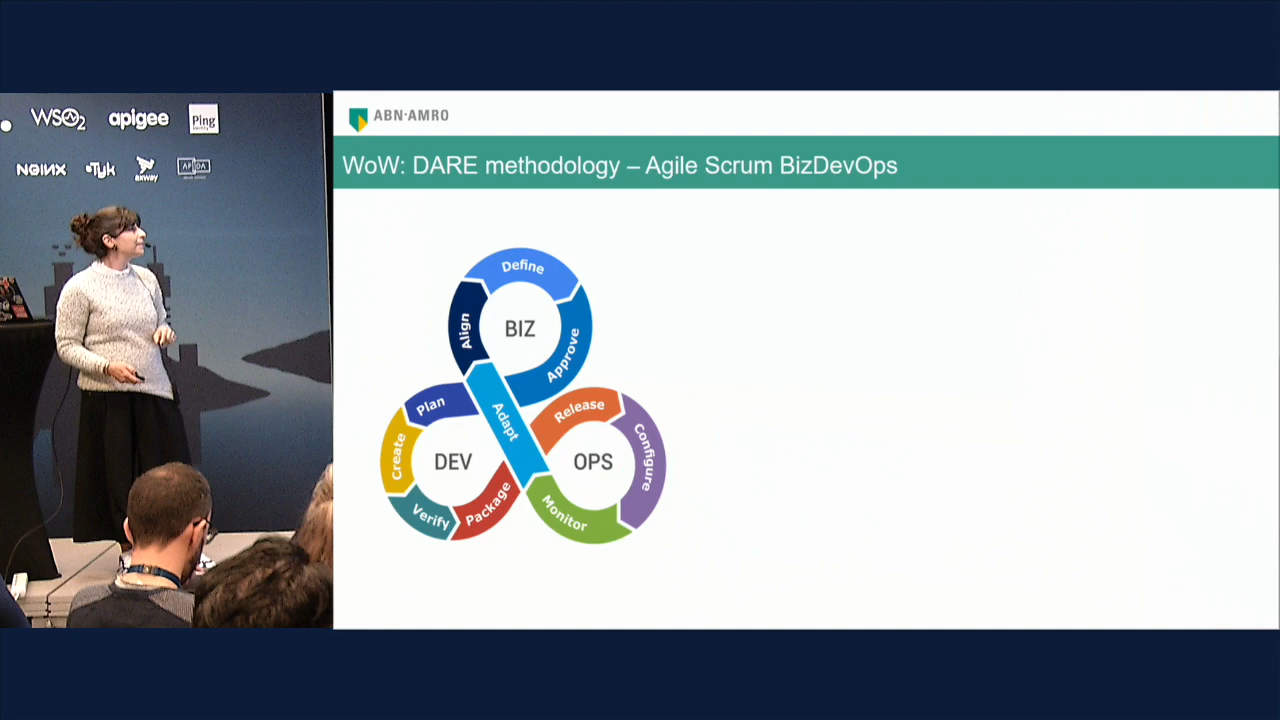 WSO2
apigee
Ping
Identity
NGINX
Tyk
axway
ABN·AMRO
WoW: DARE methodology – Agile Scrum BizDevOps
Define
Align
BIZ
Approve
Adapt
Plan
Create
DEV
Verify
Package
Release
Configure
OPS
Monitor